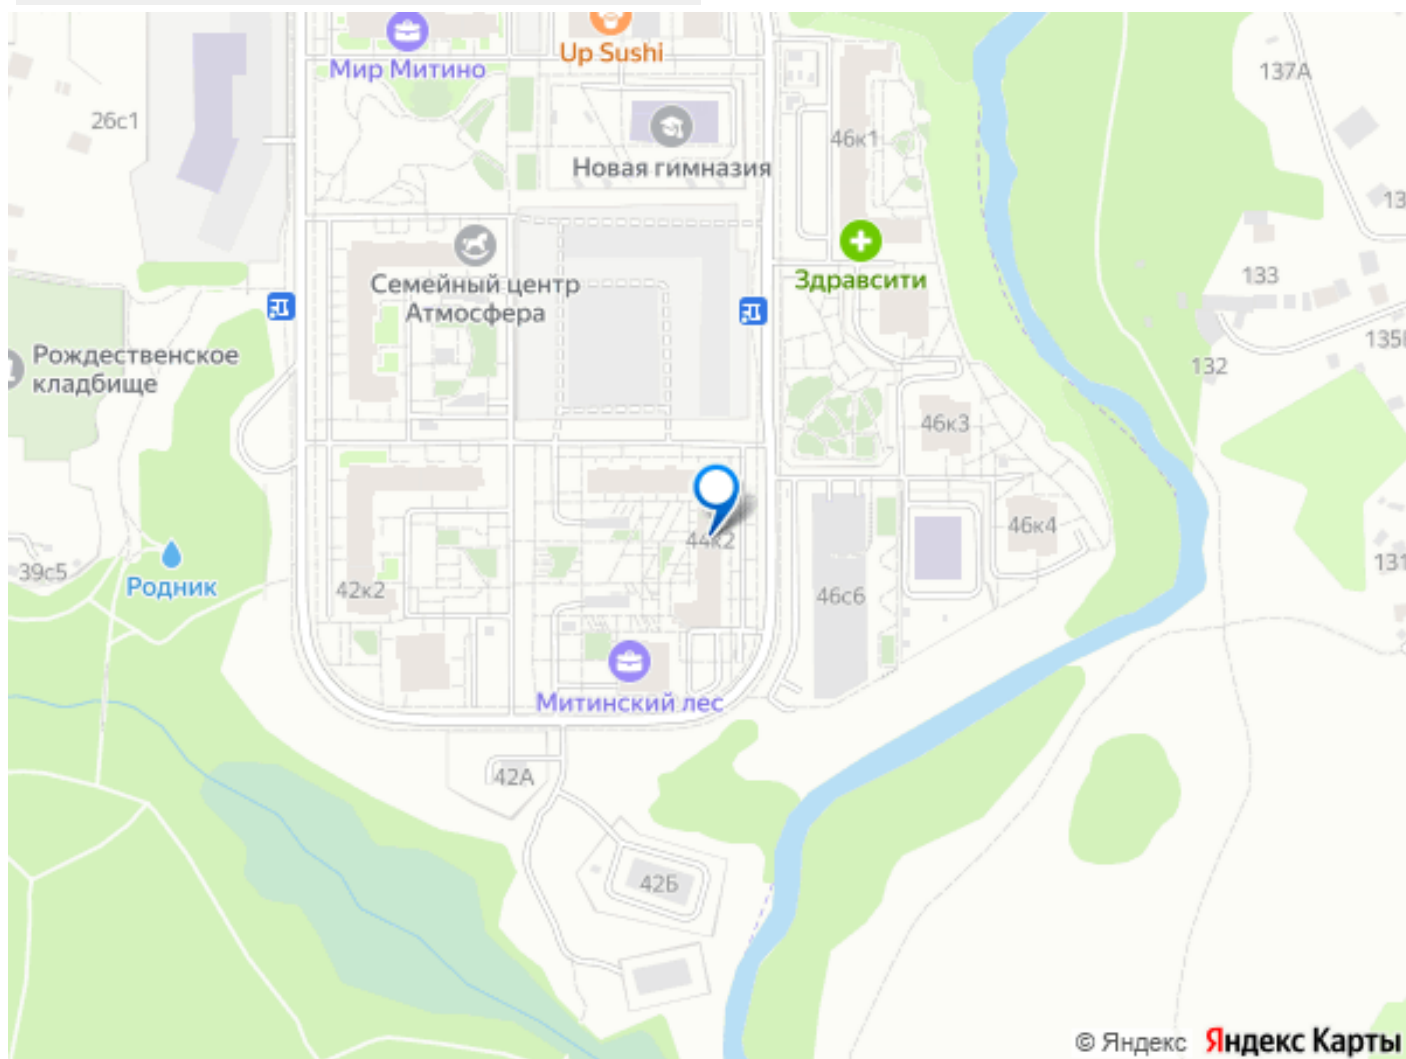 Мир Митино
Up Sushi
137А
26с1
46к1
Новая гимназия
13
Здравсити
Семейный центр
Атмосфера
133
Рождественское
кладбище
135
132
46к3
44к2
46к4
39с5
Родник
42к2
46с6
131
Митинский лес
42А
42Б
© Яндекс Яндекс Карты